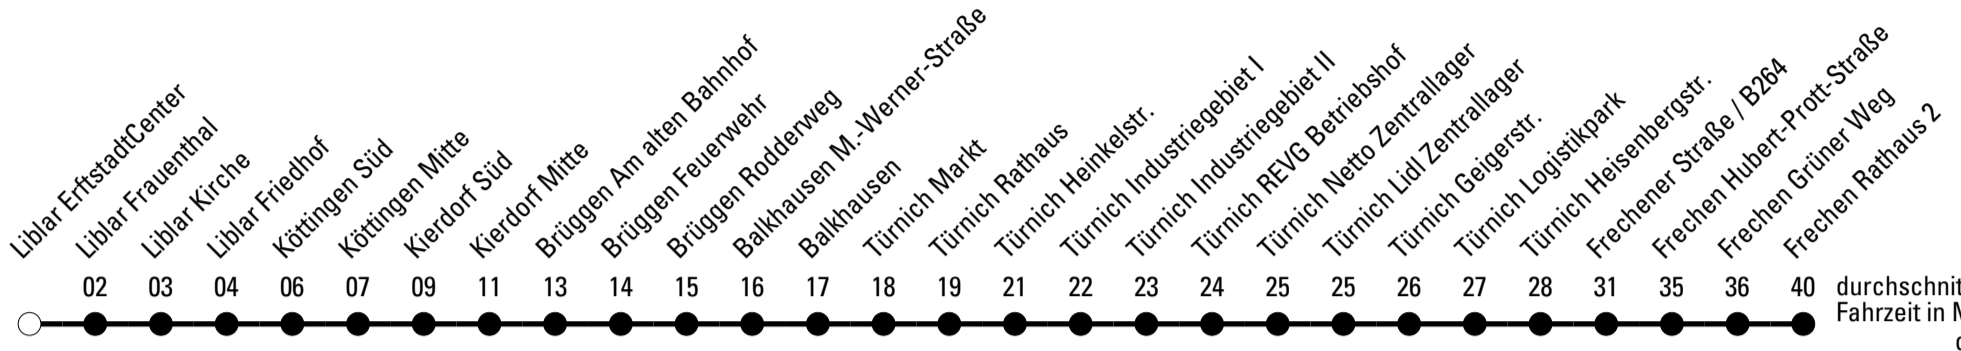 Liblar ErftstadtCenter
Liblar Frauenthal
Liblar Kirche
Liblar Friedhof
Köttingen Süd
Köttingen Mitte
Kierdorf Süd
Kierdorf Mitte
Brüggen Am alten Bahnhof
Brüggen Feuerwehr
Brüggen Rodderweg
Balkhausen M.-Werner-Straße
Balkhausen
Türnich Markt
Türnich Rathaus
Türnich Heinkelstr.
Türnich Industriegebiet I
Türnich Industriegebiet II
Türnich REVG Betriebshof
Türnich Netto Zentrallager
Türnich Lidl Zentrallager
Türnich Geigerstr.
Türnich Logistikpark
Türnich Heisenbergstr.
Frechener Straße / B264
Frechen Hubert-Prott-Straße
Frechen Grüner Weg
Frechen Rathaus 2
02 03 04 06 07 09 11 13 14 15 16 17 18 19 21 22 23 24 25 25 26 27 28 31 35 36 40 durchschnit
Fahrzeit in M